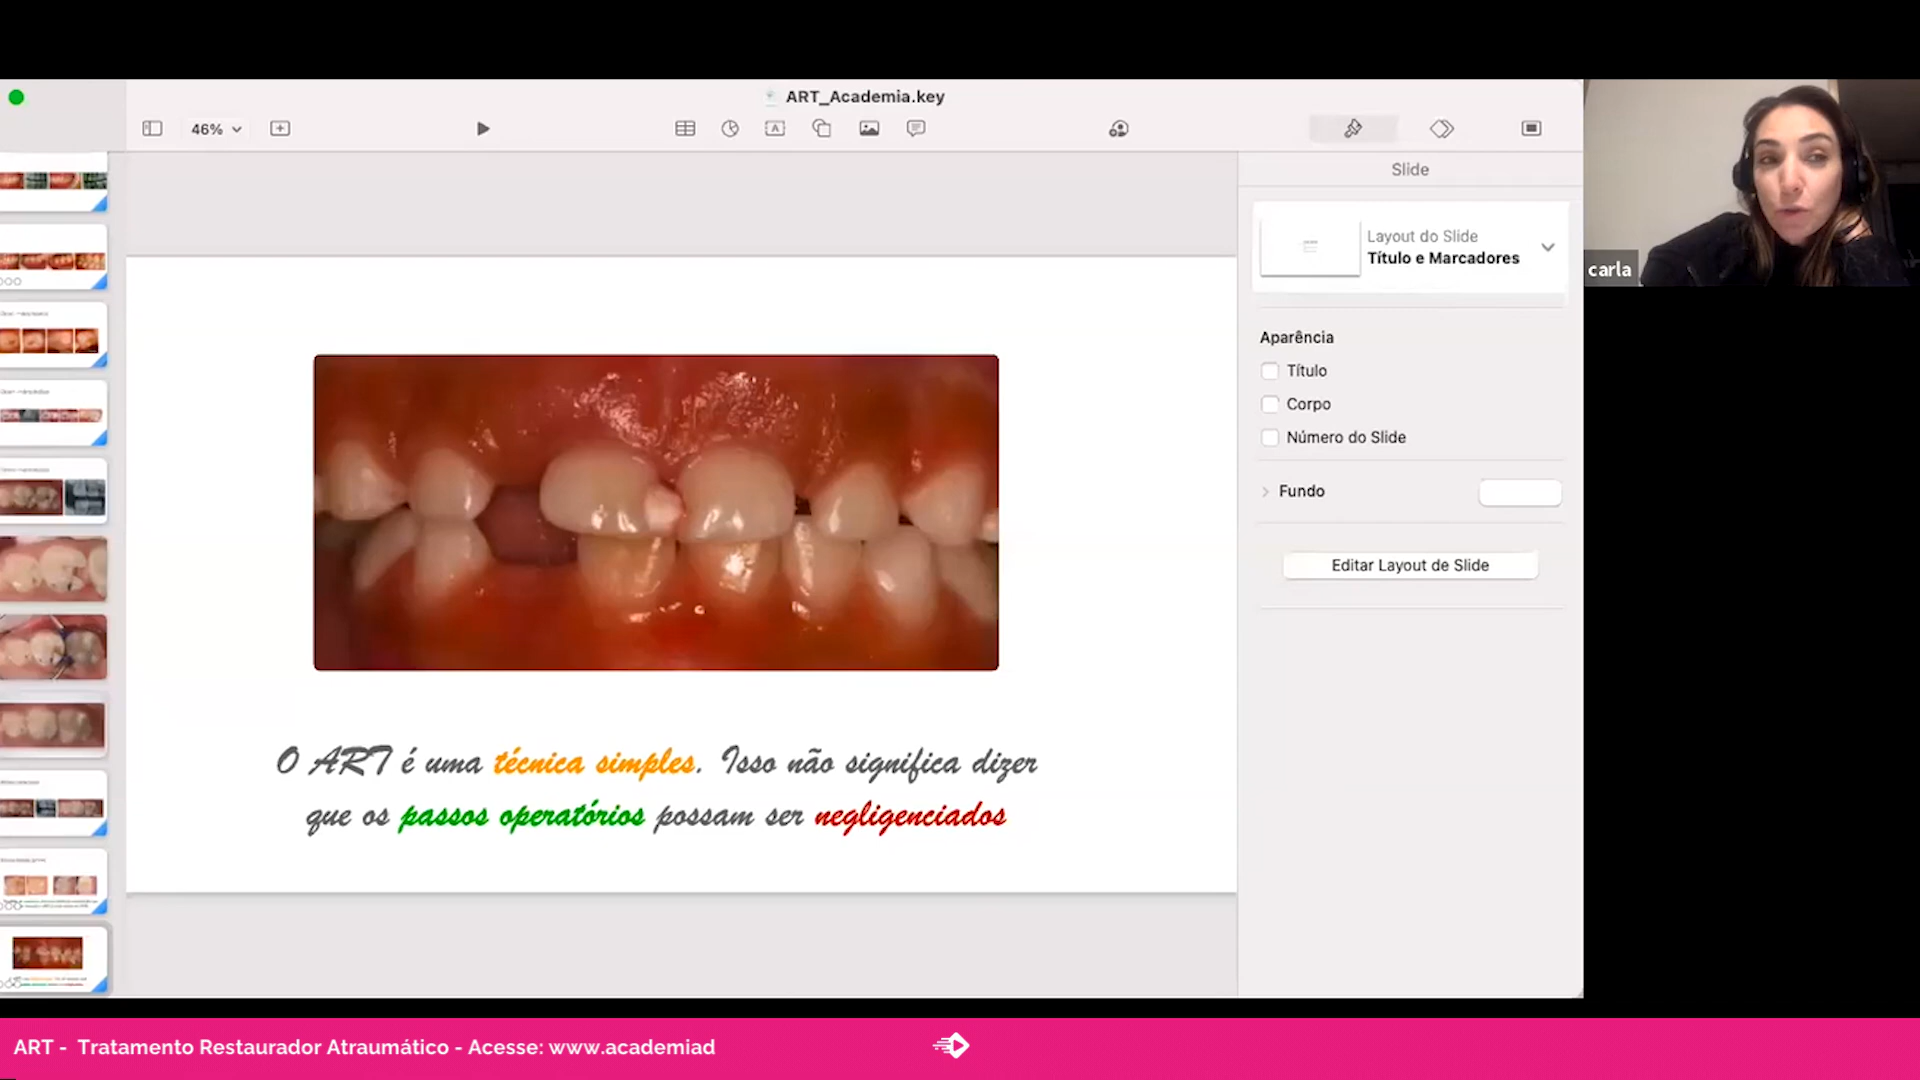 ART_Academia.key
46%
Slide
Layout do Slide
Título e Marcadores
carla
Aparência
Título
Corpo
Número do Slide
Fundo
Editar Layout de Slide
O ART é uma técnica simples. Isso não significa dizer
que os passos operatórios possam ser negligenciados
ART - Tratamento Restaurador Atraumático - Acesse: www.academiad